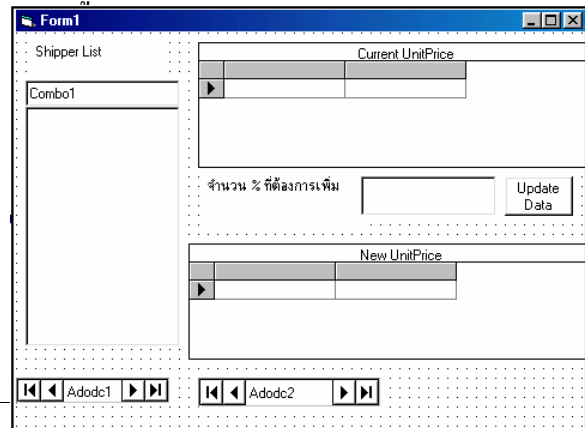 Form1
Shipper List
Current UnitPrice
Combo1
จำนวน % ที่ต้องการเพิ่ม
Update
Data
New UnitPrice
Adodc1
Adodc2